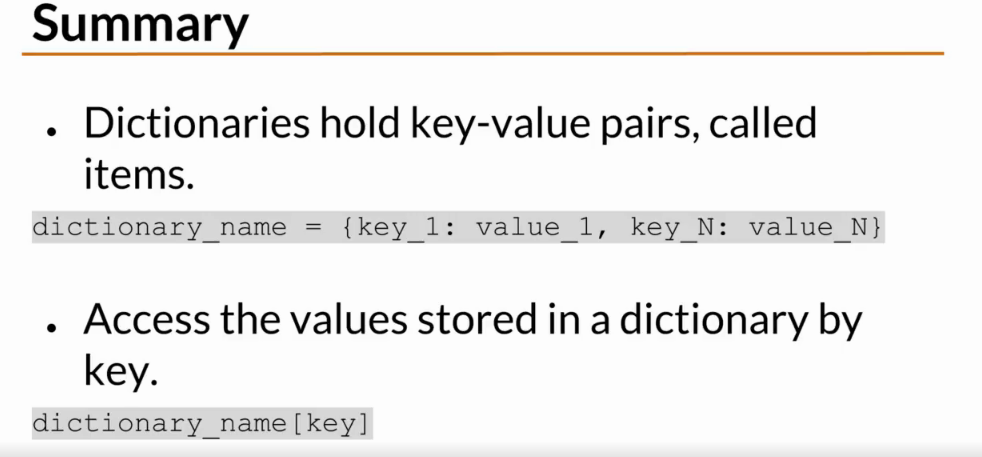 Summary
• Dictionaries hold key-value pairs, called
items.
dictionary_name = {key_1: value_1, key_N: value_N}
• Access the values stored in a dictionary by
key.
dictionary_name[key]